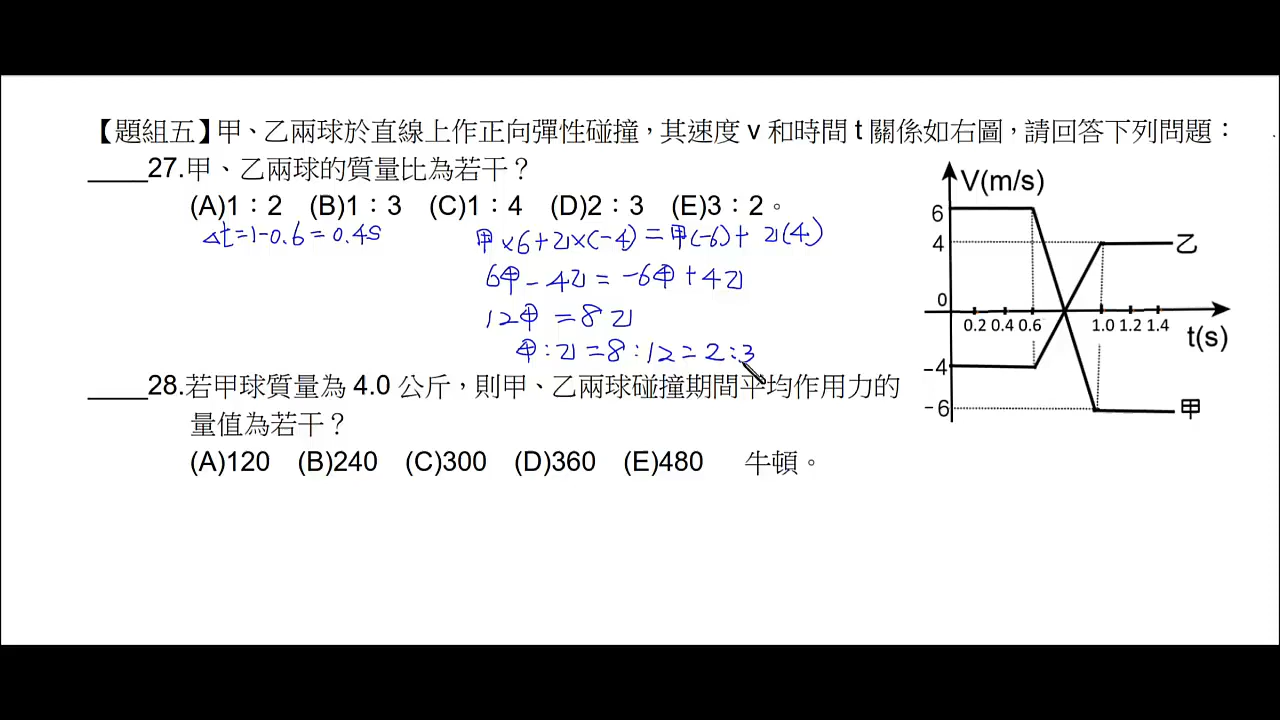 【題組五】甲、乙兩球於直線上作正向彈性碰撞，其速度 v 和時間 t 關係如右圖，請回答下列問題：
____27.甲、乙兩球的質量比為若干？
(A)1：2 (B)1：3 (C)1：4 (D)2：3 (E)3：2。
Δt=1-0.6=0.4s
甲×6+乙×(-4)=甲(-6)+乙(4)
6甲-4乙=-6甲+4乙
12甲=8乙
甲:乙=8:12=2:3
____28.若甲球質量為 4.0 公斤，則甲、乙兩球碰撞期間平均作用力的
量值為若干？
(A)120 (B)240 (C)300 (D)360 (E)480 牛頓。
V(m/s)
6
4
乙
0
0.2 0.4 0.6 1.0 1.2 1.4
t(s)
-4
-6
甲